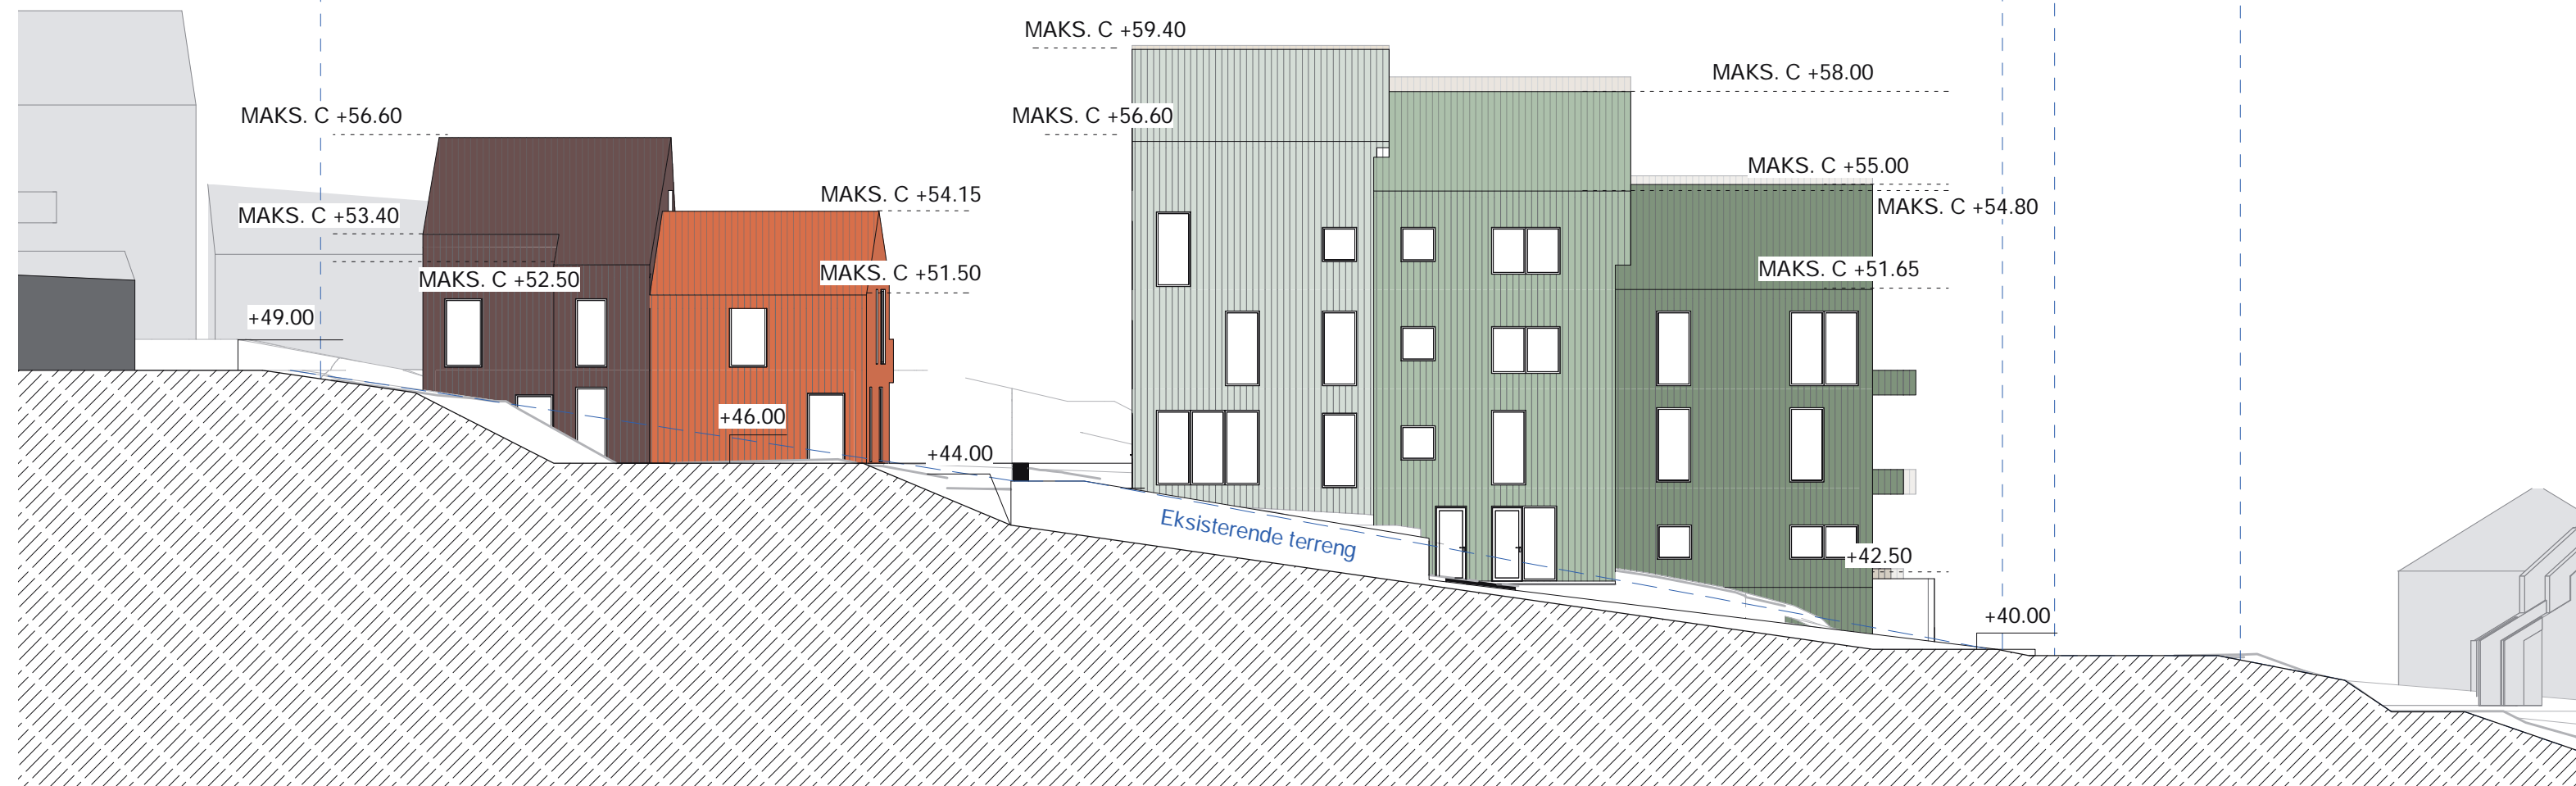 MAKS. C +59.40
MAKS. C +58.00
MAKS. C +56.60
MAKS. C +56.60
MAKS. C +55.00
MAKS. C +54.15
MAKS. C +54.80
MAKS. C +53.40
MAKS. C +51.65
MAKS. C +51.50
MAKS. C +52.50
+49.00
+46.00
+44.00
Eksisterende terreng
+42.50
+40.00